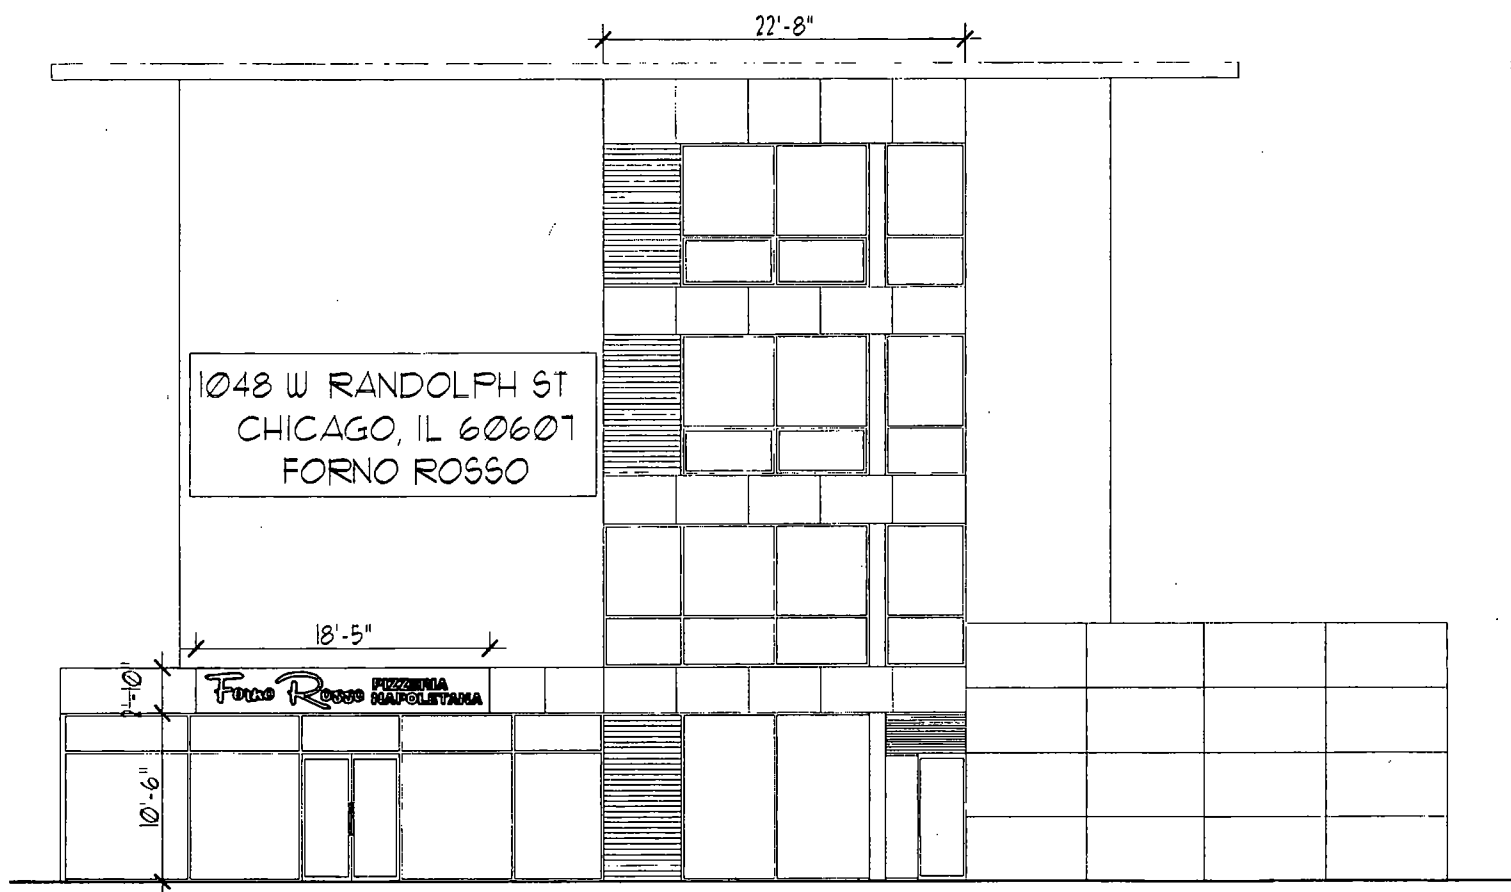 22'-8"
1048 W RANDOLPH ST
CHICAGO, IL 60607
FORNO ROSSO
18'-5"
2'-10"
Forno Rosso PIZZERIA
NAPOLETANA
10'-6"